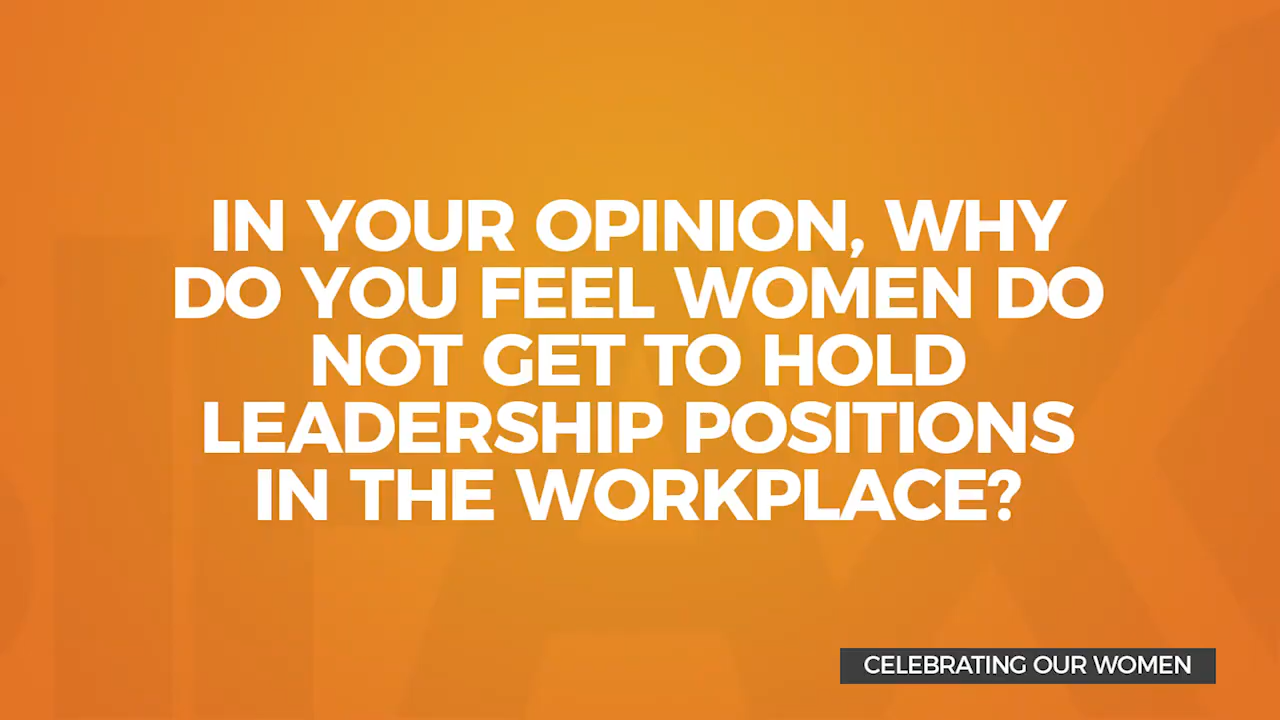 IN YOUR OPINION, WHY
DO YOU FEEL WOMEN DO
NOT GET TO HOLD
LEADERSHIP POSITIONS
IN THE WORKPLACE?
CELEBRATING OUR WOMEN